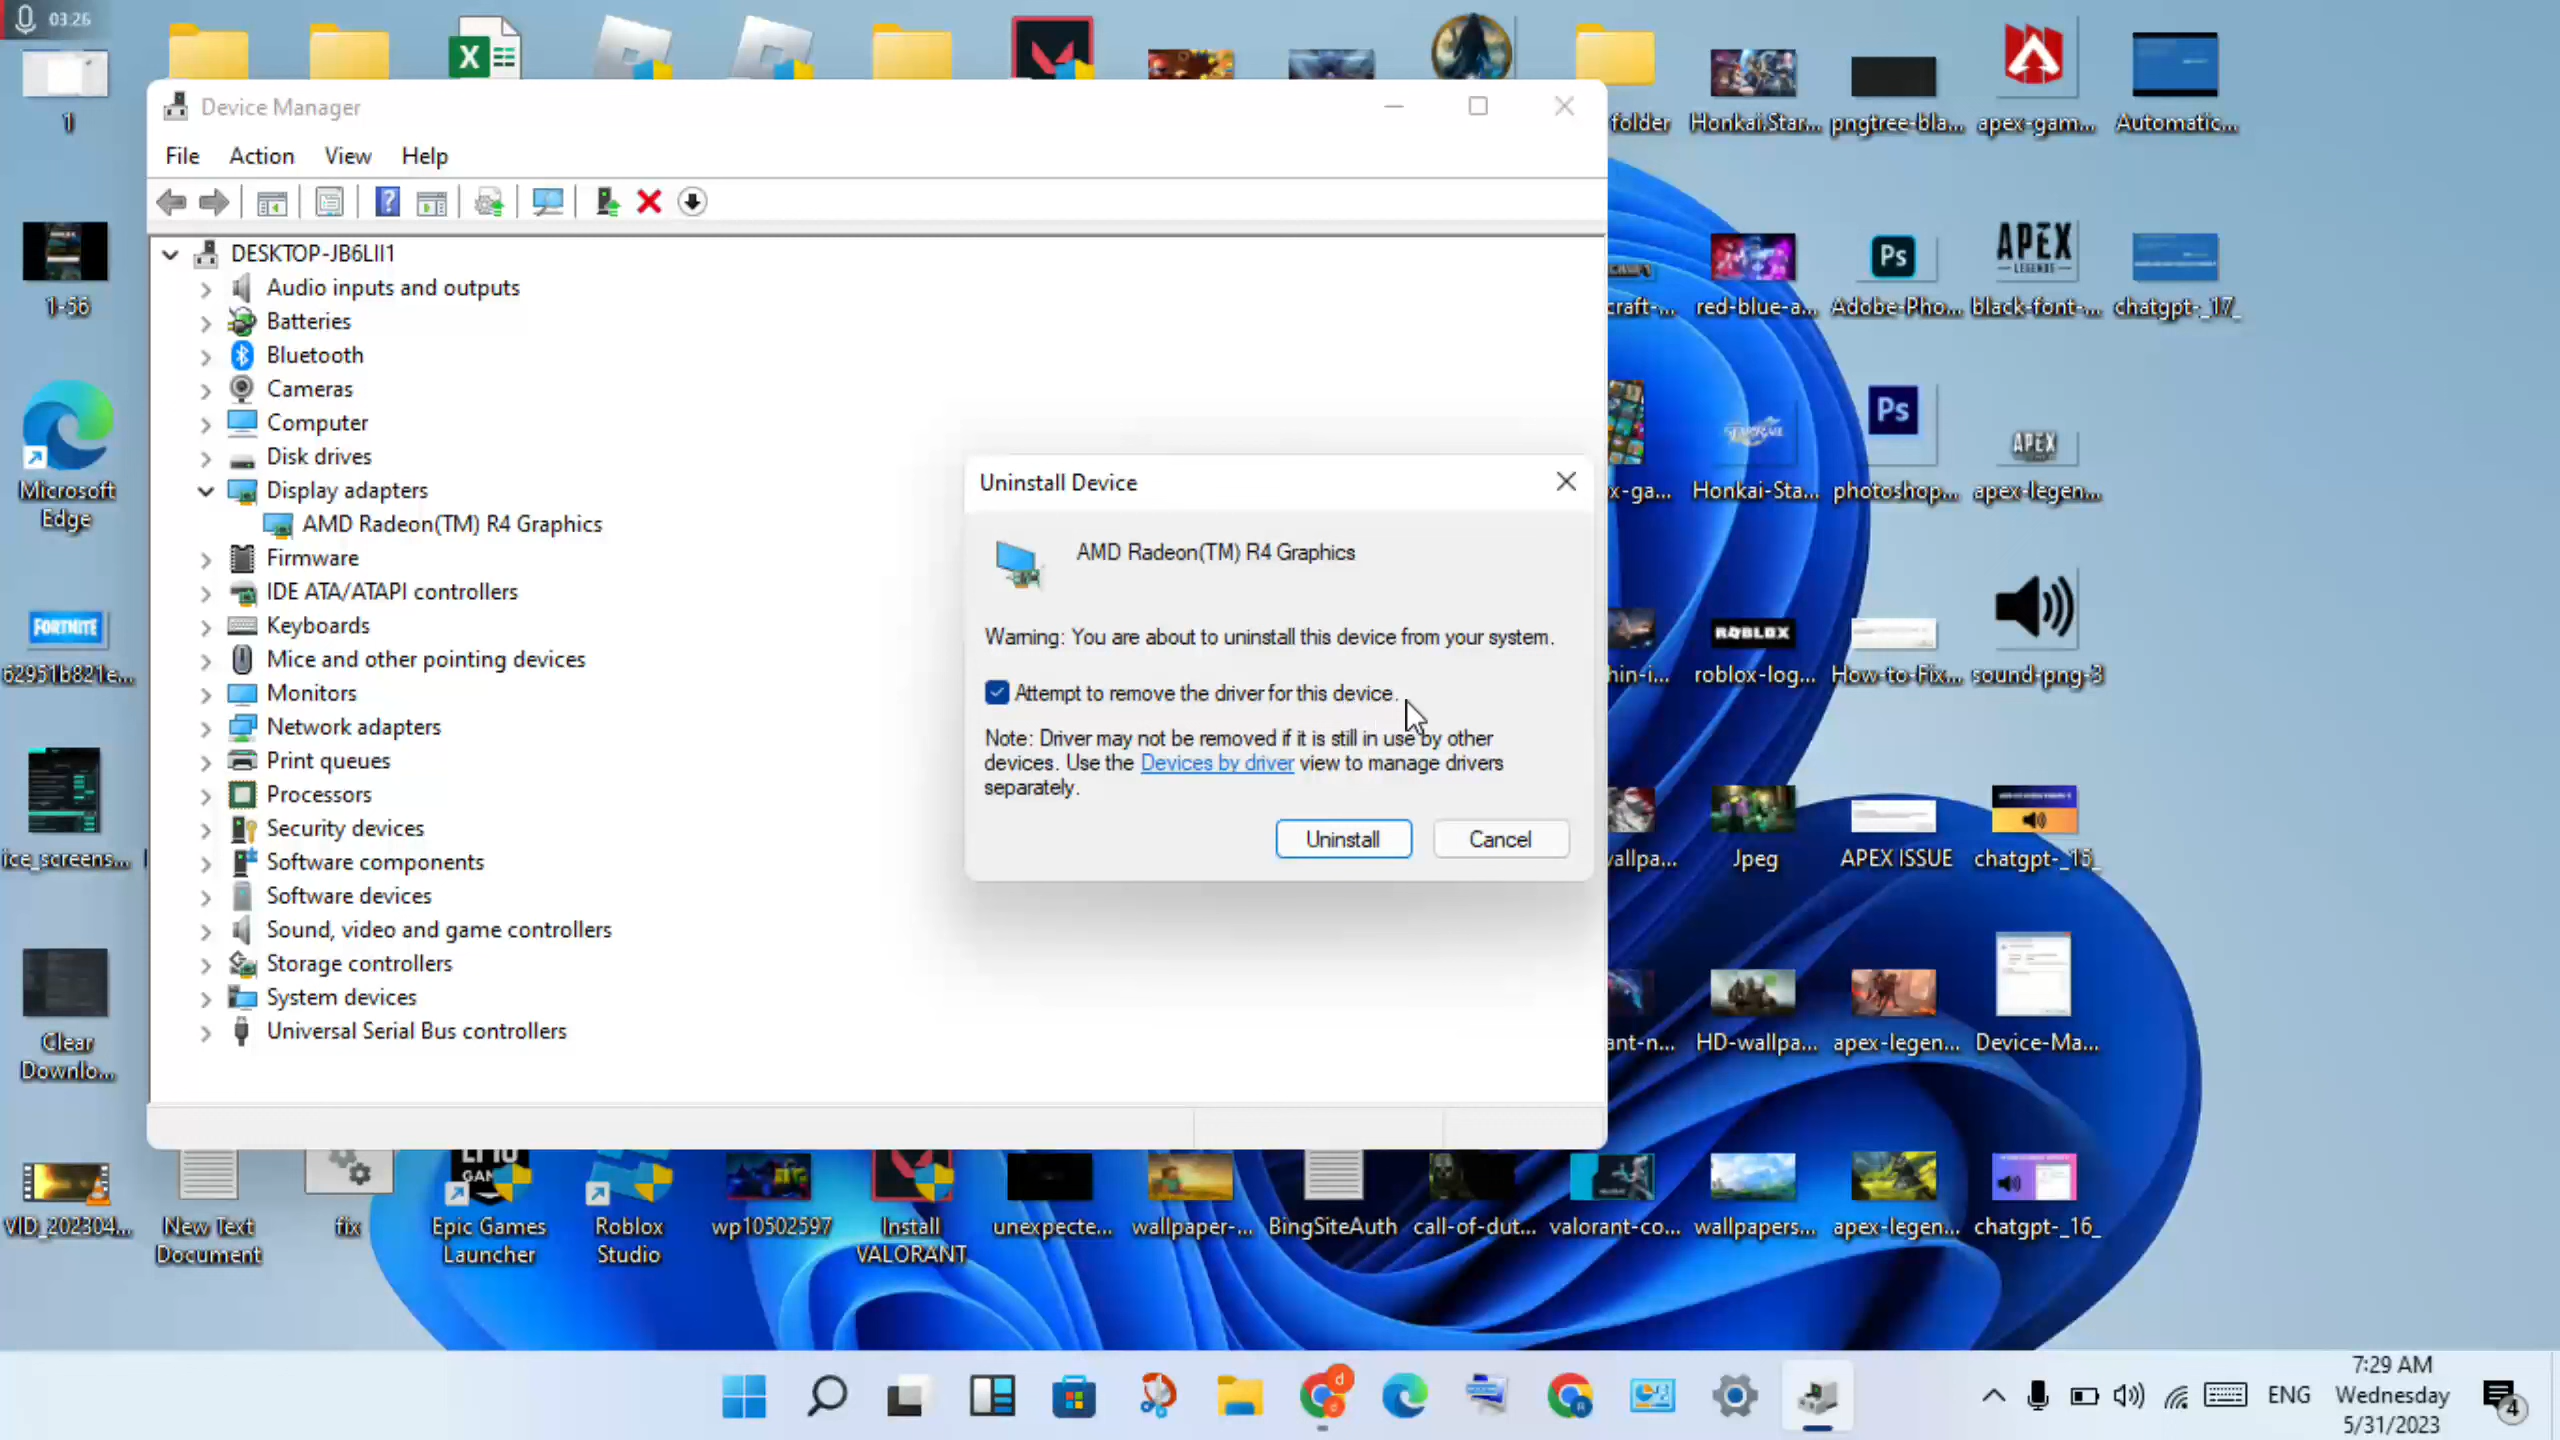 03:26
Device Manager
File Action View Help
DESKTOP-JB6LII1
Audio inputs and outputs
Batteries
Bluetooth
Cameras
Computer
Disk drives
Display adapters
AMD Radeon(TM) R4 Graphics
Firmware
IDE ATA/ATAPI controllers
Keyboards
Mice and other pointing devices
Monitors
Network adapters
Print queues
Processors
Security devices
Software components
Software devices
Sound, video and game controllers
Storage controllers
System devices
Universal Serial Bus controllers
Uninstall Device
AMD Radeon(TM) R4 Graphics
Warning: You are about to uninstall this device from your system.
Attempt to remove the driver for this device.
Note: Driver may not be removed if it is still in use by other
devices. Use the Devices by driver view to manage drivers
separately.
Uninstall Cancel
1
1-56
Microsoft
Edge
FORTNITE
62951b821e...
ice_screens...
Clear
Downlo...
VID_202304...
New Text
Document
fix
GAM
Epic Games
Launcher
Roblox
Studio
wp10502597
Install
VALORANT
unexpecte...
wallpaper-...
BingSiteAuth
call-of-dut...
valorant-co...
wallpapers...
apex-legen...
chatgpt-_16_
folder
Honkai.Star...
pngtree-bla...
apex-gam...
Automatic...
craft-...
red-blue-a...
Ps
Adobe-Pho...
APEX
LEGENDS
black-font-...
chatgpt-_17_
x-ga...
Honkai-Sta...
Ps
photoshop...
APEX
apex-legen...
hin-i...
ROBLOX
roblox-log...
How-to-Fix...
sound-png-3
vallpa...
Jpeg
APEX ISSUE
chatgpt-_15_
ant-n...
HD-wallpa...
apex-legen...
Device-Ma...
ENG
7:29 AM
Wednesday
5/31/2023
4